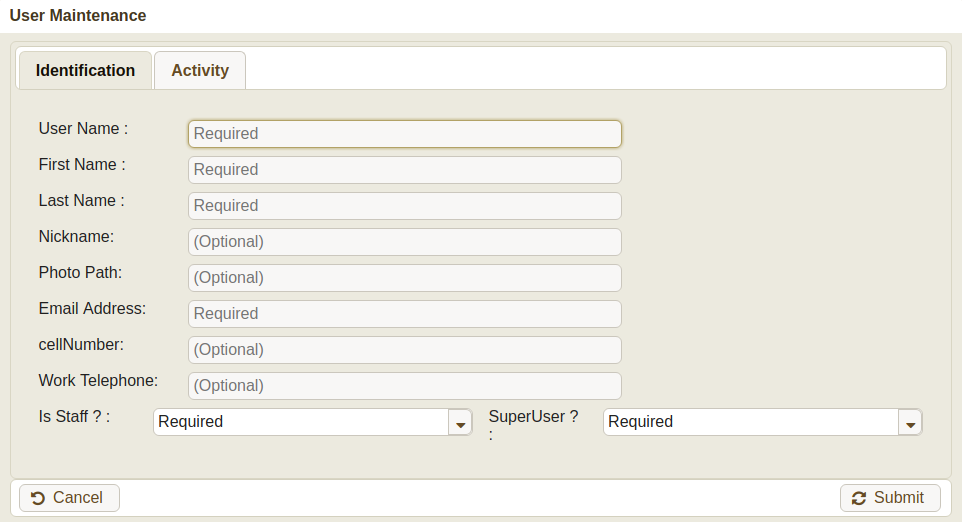 User Maintenance
Identification Activity
User Name : Required
First Name : Required
Last Name : Required
Nickname: (Optional)
Photo Path: (Optional)
Email Address: Required
cellNumber: (Optional)
Work Telephone: (Optional)
Is Staff ? : Required SuperUser ? : Required
Cancel Submit